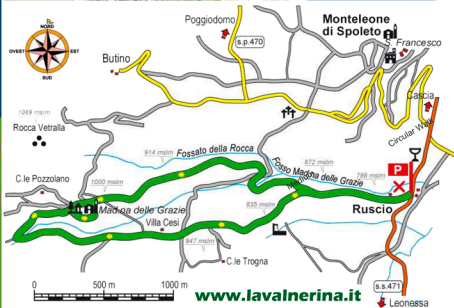 NORD
OVEST
EST
SUD
Poggiodomo
s.p.470
Monteleone
di Spoleto
S. Francesco
Butino
Cascia
1089 mslm
Rocca Vetralla
Circular Way
914 mslm
Fossato della Rocca
872 mslm
Fosso Madonna delle Grazie
786 mslm
P
C.le Pozzolano
1000 mslm
Madonna delle Grazie
Villa Cesi
835 mslm
Ruscio
947 mslm
C.le Trogna
0
500 m
1000 m
www.lavalnerina.it
s.s.471
Leonessa